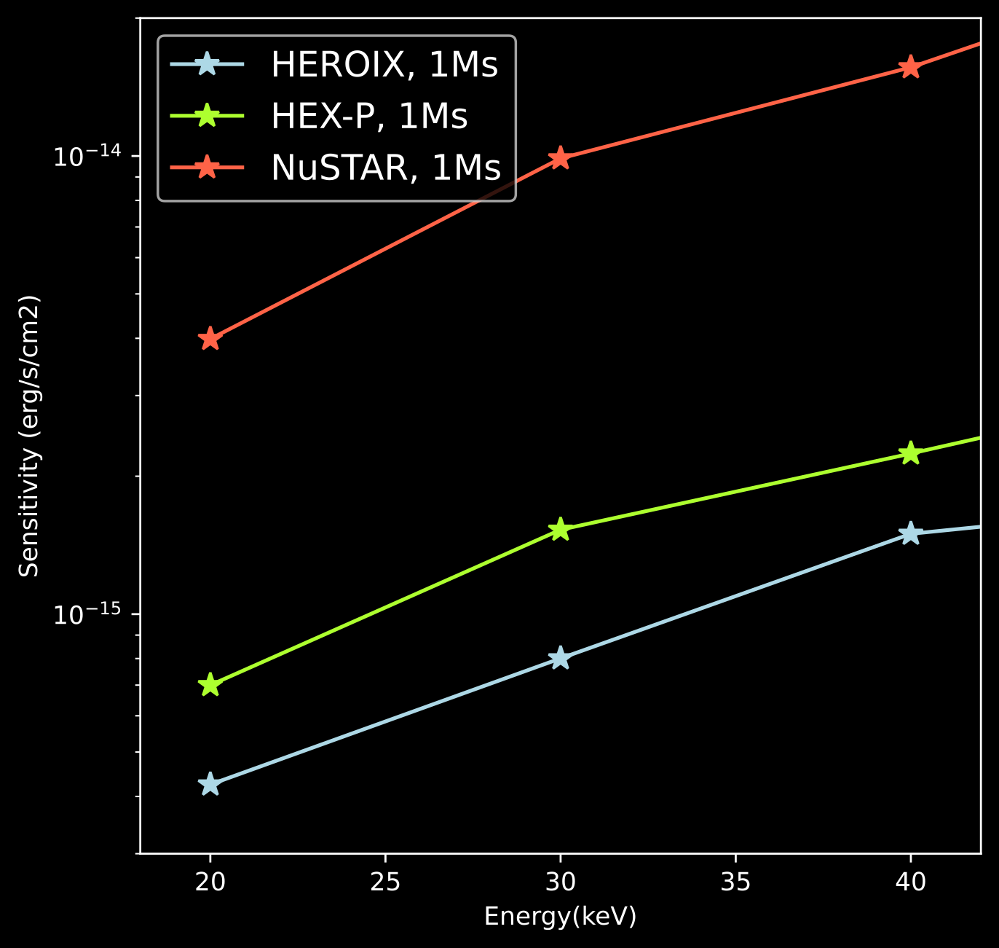 HEROIX, 1Ms
HEX-P, 1Ms
NuSTAR, 1Ms
10⁻¹⁴
10⁻¹⁵
Sensitivity (erg/s/cm2)
20 25 30 35 40
Energy(keV)